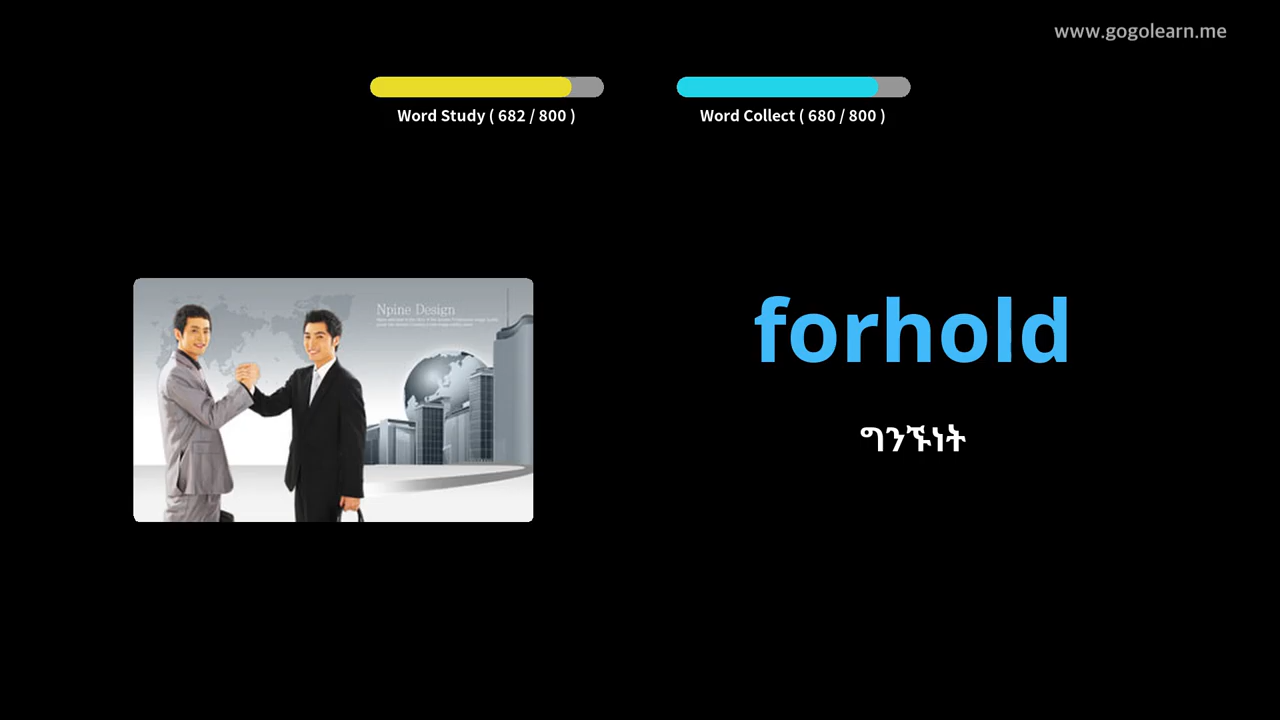 www.gogolearn.me
Word Study ( 682 / 800 )
Word Collect ( 680 / 800 )
Npine Design
forhold
ግንኙነት